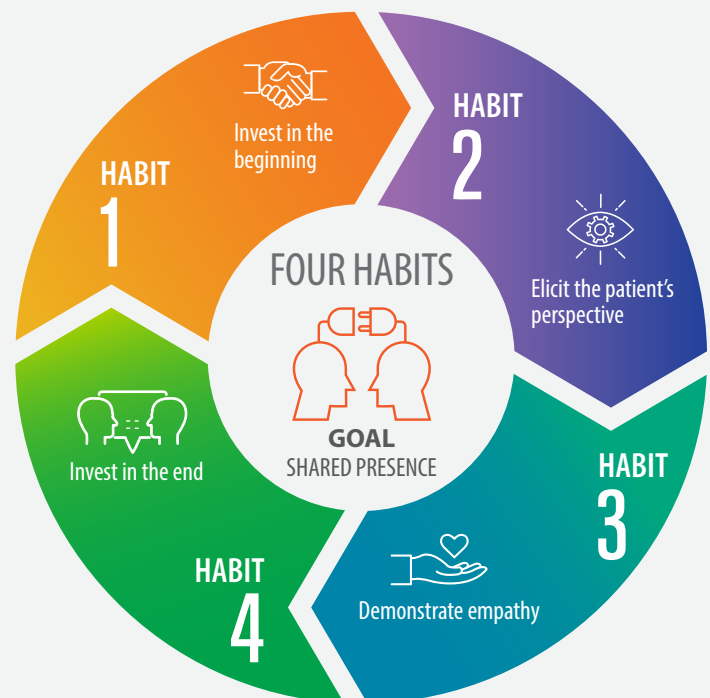 FOUR HABITS
GOAL
SHARED PRESENCE
HABIT
1
Invest in the
beginning
HABIT
2
Elicit the patient’s
perspective
HABIT
3
Demonstrate empathy
HABIT
4
Invest in the end